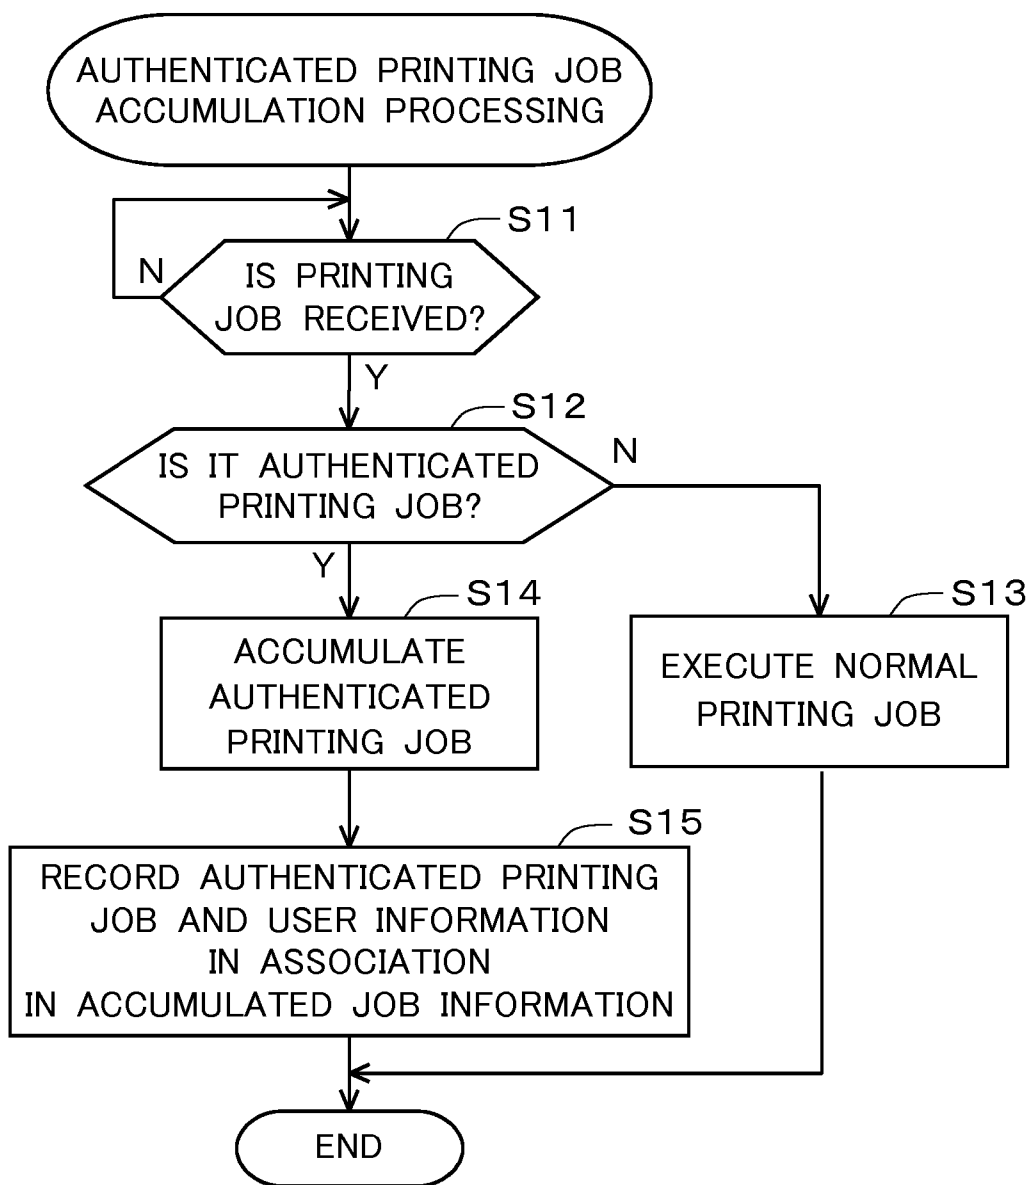 AUTHENTICATED PRINTING JOB
ACCUMULATION PROCESSING
S11
N
IS PRINTING
JOB RECEIVED?
Y
S12
IS IT AUTHENTICATED
PRINTING JOB?
N
Y
S14
ACCUMULATE
AUTHENTICATED
PRINTING JOB
S13
EXECUTE NORMAL
PRINTING JOB
S15
RECORD AUTHENTICATED PRINTING
JOB AND USER INFORMATION
IN ASSOCIATION
IN ACCUMULATED JOB INFORMATION
END